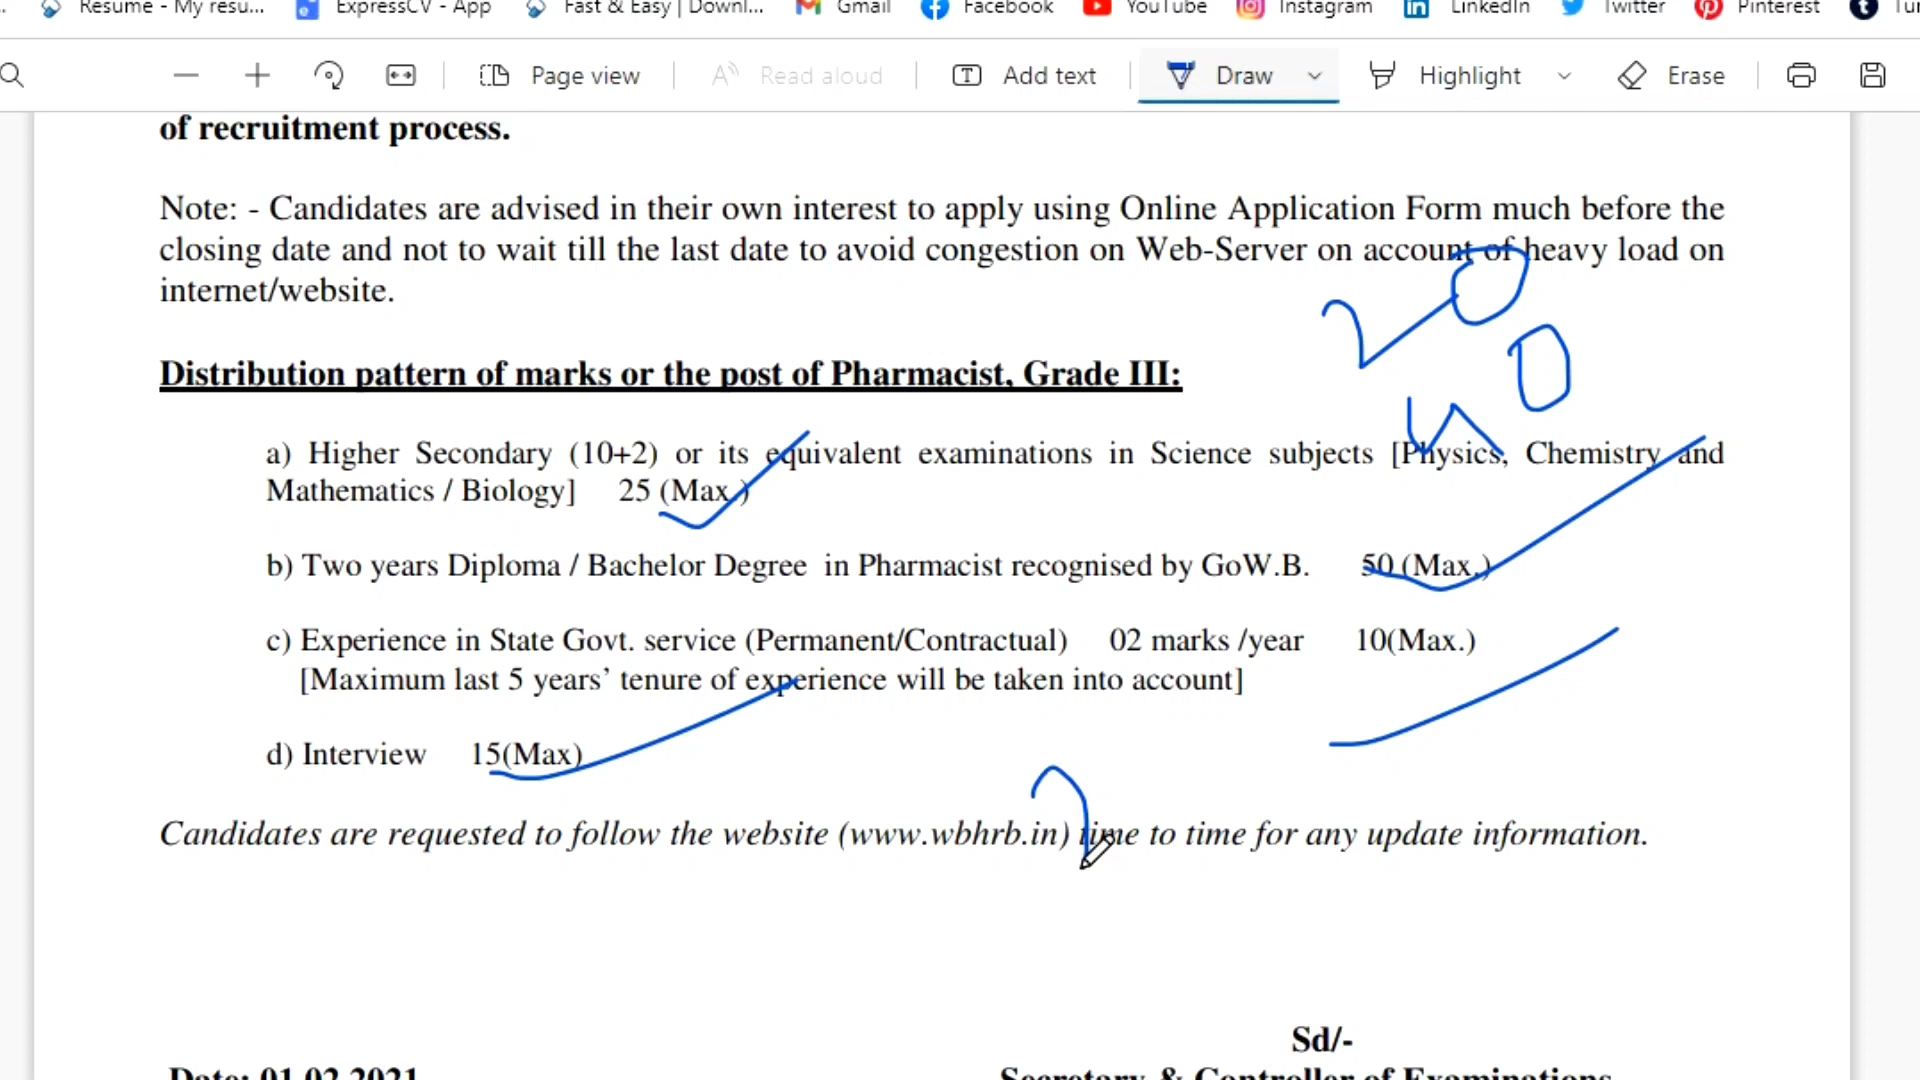 Resume - My resu... ExpressCV - App Fast & Easy | Downl... Gmail Facebook YouTube Instagram LinkedIn Twitter Pinterest
Page view Read aloud Add text Draw Highlight Erase
of recruitment process.
Note: - Candidates are advised in their own interest to apply using Online Application Form much before the
closing date and not to wait till the last date to avoid congestion on Web-Server on account of heavy load on
internet/website.
20
40
Distribution pattern of marks or the post of Pharmacist, Grade III:
a) Higher Secondary (10+2) or its equivalent examinations in Science subjects [Physics, Chemistry and
Mathematics / Biology] 25 (Max.)
b) Two years Diploma / Bachelor Degree in Pharmacist recognised by GoW.B. 50 (Max.)
c) Experience in State Govt. service (Permanent/Contractual) 02 marks /year 10(Max.)
[Maximum last 5 years’ tenure of experience will be taken into account]
d) Interview 15(Max)
Candidates are requested to follow the website (www.wbhrb.in) time to time for any update information.
Sd/-
Date: 01.02.2021 Secretary & Controller of Examinations